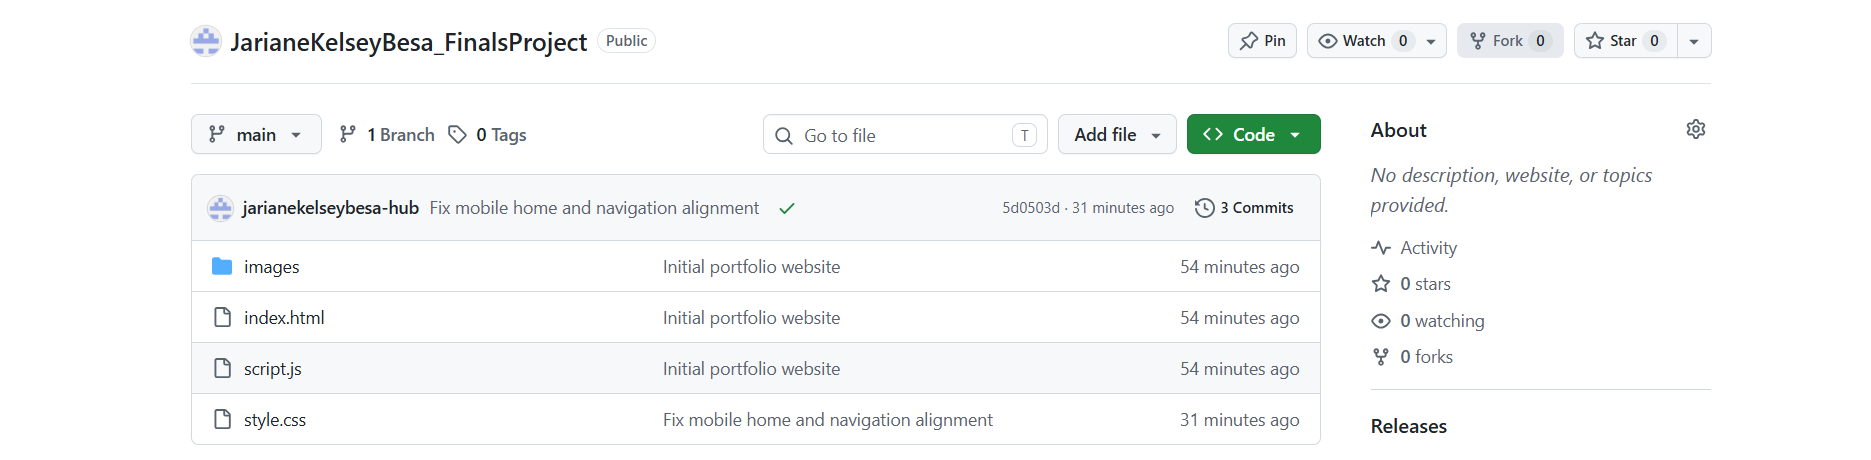 JarianeKelseyBesa_FinalsProject Public Pin Watch 0 Fork 0 Star 0
main 1 Branch 0 Tags Go to file T Add file Code
jarianekelseybesa-hub Fix mobile home and navigation alignment 5d0503d · 31 minutes ago 3 Commits
images Initial portfolio website 54 minutes ago
index.html Initial portfolio website 54 minutes ago
script.js Initial portfolio website 54 minutes ago
style.css Fix mobile home and navigation alignment 31 minutes ago
About
No description, website, or topics
provided.
Activity
0 stars
0 watching
0 forks
Releases